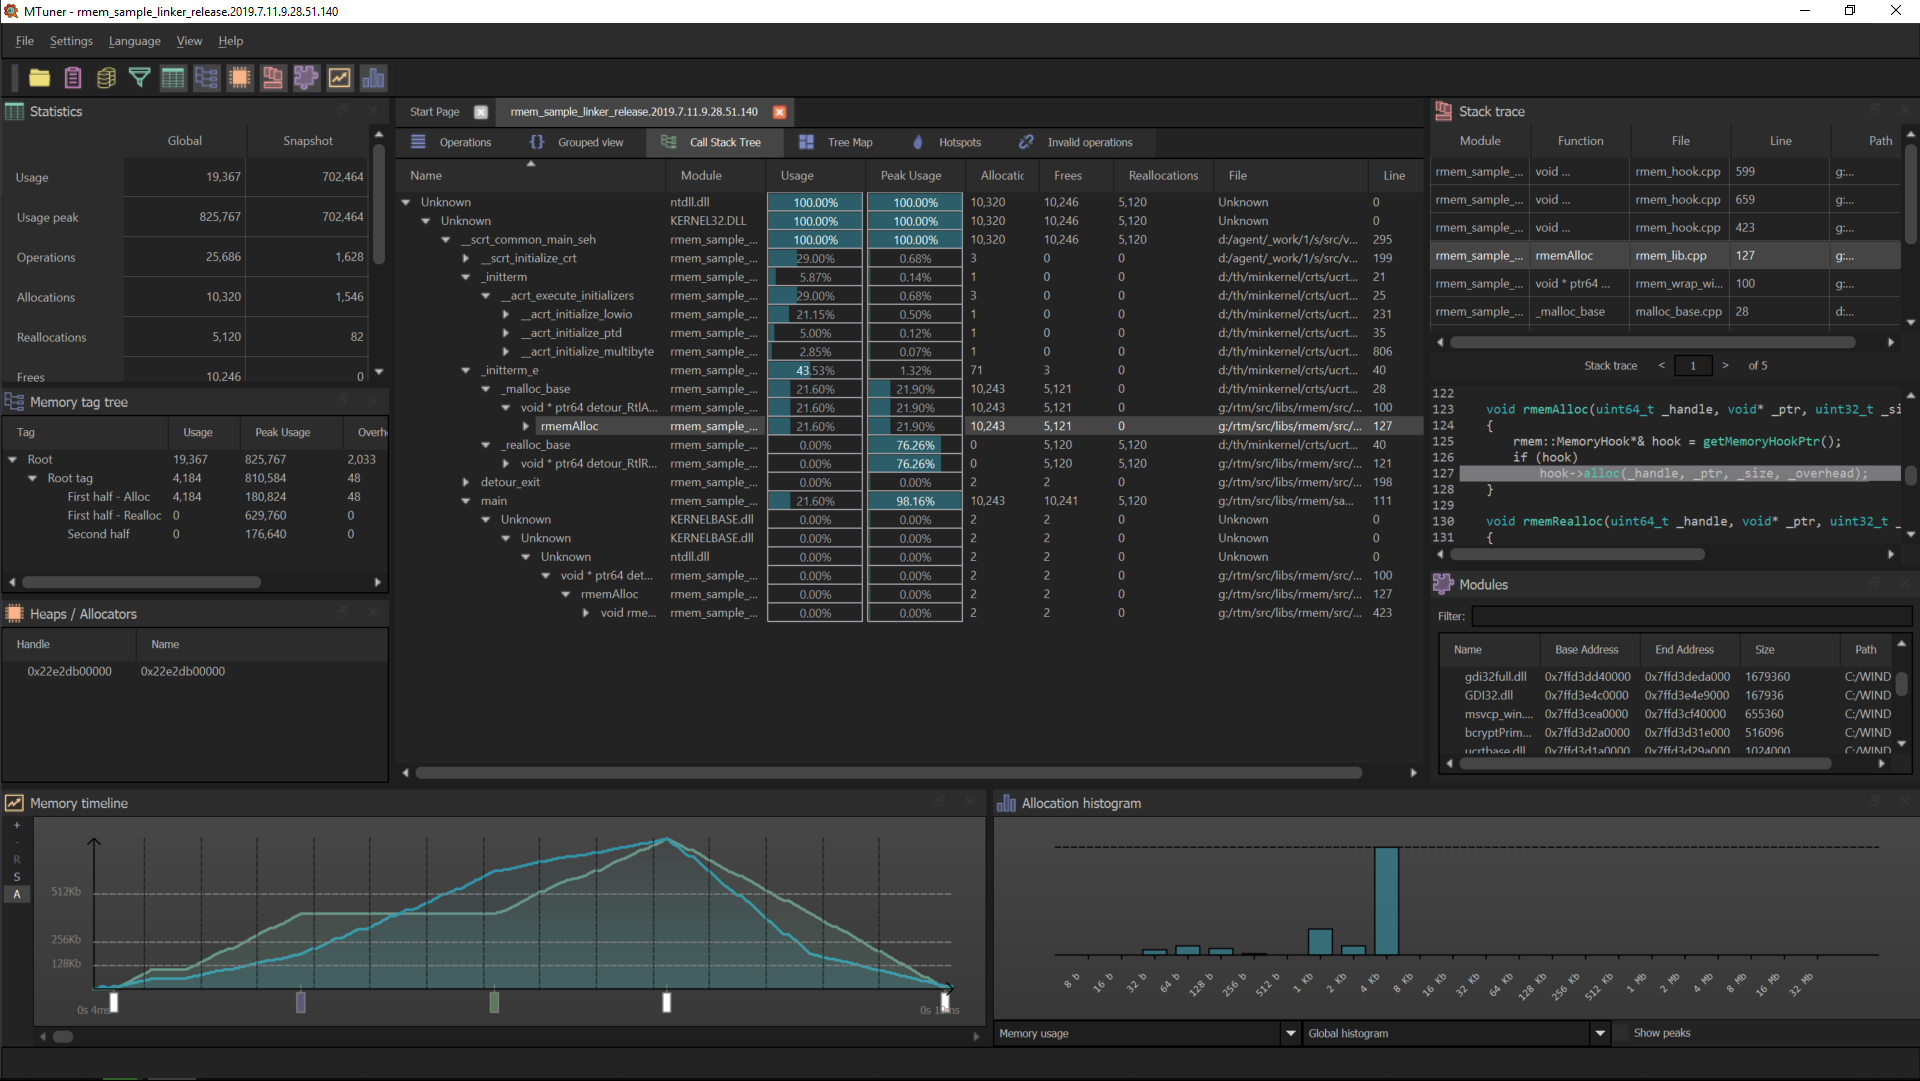 MTuner - rmem_sample_linker_release.2019.7.11.9.28.51.140
File Settings Language View Help
Statistics
Global Snapshot
Usage 19,367 702,464
Usage peak 825,767 702,464
Operations 25,686 1,628
Allocations 10,320 1,546
Reallocations 5,120 82
Frees 10,246 0
Memory tag tree
Tag Usage Peak Usage Overh
Root 19,367 825,767 2,033
Root tag 4,184 810,584 48
First half - Alloc 4,184 180,824 48
First half - Realloc 0 629,760 0
Second half 0 176,640 0
Heaps / Allocators
Handle Name
0x22e2db00000 0x22e2db00000
Start Page rmem_sample_linker_release.2019.7.11.9.28.51.140
Operations Grouped view Call Stack Tree Tree Map Hotspots Invalid operations
Name Module Usage Peak Usage Allocatic Frees Reallocations File Line
Unknown ntdll.dll 100.00% 100.00% 10,320 10,246 5,120 Unknown 0
Unknown KERNEL32.DLL 100.00% 100.00% 10,320 10,246 5,120 Unknown 0
__scrt_common_main_seh rmem_sample_... 100.00% 100.00% 10,320 10,246 5,120 d:/agent/_work/1/s/src/v... 295
__scrt_initialize_crt rmem_sample_... 29.00% 0.68% 3 0 0 d:/agent/_work/1/s/src/v... 199
_initterm rmem_sample_... 5.87% 0.14% 1 0 0 d:/th/minkernel/crts/ucrt... 21
__acrt_execute_initializers rmem_sample_... 29.00% 0.68% 3 0 0 d:/th/minkernel/crts/ucrt... 25
__acrt_initialize_lowio rmem_sample_... 21.15% 0.50% 1 0 0 d:/th/minkernel/crts/ucrt... 231
__acrt_initialize_ptd rmem_sample_... 5.00% 0.12% 1 0 0 d:/th/minkernel/crts/ucrt... 35
__acrt_initialize_multibyte rmem_sample_... 2.85% 0.07% 1 0 0 d:/th/minkernel/crts/ucrt... 806
_initterm_e rmem_sample_... 43.53% 1.32% 71 3 0 d:/th/minkernel/crts/ucrt... 40
_malloc_base rmem_sample_... 21.60% 21.90% 10,243 5,121 0 d:/th/minkernel/crts/ucrt... 28
void * ptr64 detour_RtlA... rmem_sample_... 21.60% 21.90% 10,243 5,121 0 g:/rtm/src/libs/rmem/src/... 100
rmemAlloc rmem_sample_... 21.60% 21.90% 10,243 5,121 0 g:/rtm/src/libs/rmem/src/... 127
_realloc_base rmem_sample_... 0.00% 76.26% 0 5,120 5,120 d:/th/minkernel/crts/ucrt... 40
void * ptr64 detour_RtlR... rmem_sample_... 0.00% 76.26% 0 5,120 5,120 g:/rtm/src/libs/rmem/src/... 121
detour_exit rmem_sample_... 0.00% 0.00% 2 2 0 g:/rtm/src/libs/rmem/src/... 198
main rmem_sample_... 21.60% 98.16% 10,243 10,241 5,120 g:/rtm/src/libs/rmem/sa... 111
Unknown KERNELBASE.dll 0.00% 0.00% 2 2 0 Unknown 0
Unknown KERNELBASE.dll 0.00% 0.00% 2 2 0 Unknown 0
Unknown ntdll.dll 0.00% 0.00% 2 2 0 Unknown 0
void * ptr64 det... rmem_sample_... 0.00% 0.00% 2 2 0 g:/rtm/src/libs/rmem/src/... 100
rmemAlloc rmem_sample_... 0.00% 0.00% 2 2 0 g:/rtm/src/libs/rmem/src/... 127
void rme... rmem_sample_... 0.00% 0.00% 2 2 0 g:/rtm/src/libs/rmem/src/... 423
Stack trace
Module Function File Line Path
rmem_sample_... void ... rmem_hook.cpp 599 g:...
rmem_sample_... void ... rmem_hook.cpp 659 g:...
rmem_sample_... void ... rmem_hook.cpp 423 g:...
rmem_sample_... rmemAlloc rmem_lib.cpp 127 g:...
rmem_sample_... void * ptr64 ... rmem_wrap_wi... 100 g:...
rmem_sample_... _malloc_base malloc_base.cpp 28 d:...
Stack trace < 1 > of 5
122
123 void rmemAlloc(uint64_t _handle, void* _ptr, uint32_t _si
124 {
125 rmem::MemoryHook*& hook = getMemoryHookPtr();
126 if (hook)
127 hook->alloc(_handle, _ptr, _size, _overhead);
128 }
129
130 void rmemRealloc(uint64_t _handle, void* _ptr, uint32_t _
131 {
Modules
Filter:
Name Base Address End Address Size Path
gdi32full.dll 0x7ffd3dd40000 0x7ffd3deda000 1679360 C:/WIND
GDI32.dll 0x7ffd3e4c0000 0x7ffd3e4e9000 167936 C:/WIND
msvcp_win.... 0x7ffd3cea0000 0x7ffd3cf40000 655360 C:/WIND
bcryptPrim... 0x7ffd3d2a0000 0x7ffd3d31e000 516096 C:/WIND
ucrtbase.dll 0x7ffd3d1a0000 0x7ffd3d29a000 1024000 C:/WIND
Memory timeline
+
-
R
S
A
512Kb
256Kb
128Kb
0s 4ms
Allocation histogram
8 b 16 b 32 b 64 b 128 b 256 b 512 b 1 Kb 2 Kb 4 Kb 8 Kb 16 Kb 32 Kb 64 Kb 128 Kb 256 Kb 512 Kb 1 Mb 2 Mb 4 Mb 8 Mb 16 Mb 32 Mb
Memory usage Global histogram Show peaks